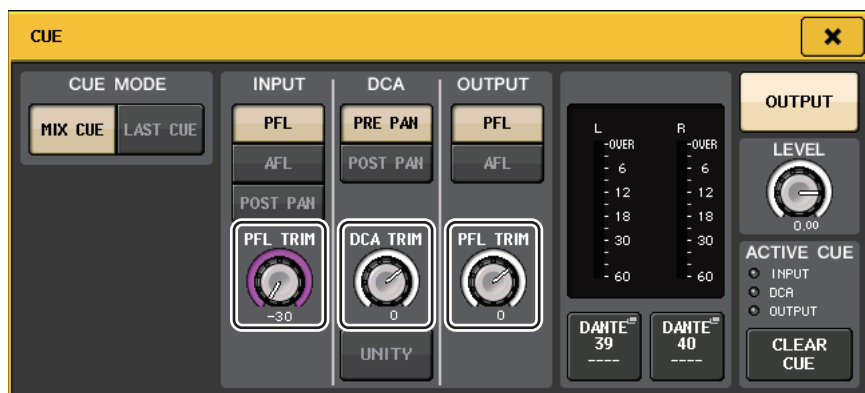 CUE
CUE MODE
MIX CUE LAST CUE
INPUT
PFL
AFL
POST PAN
PFL TRIM
-30
DCA
PRE PAN
POST PAN
DCA TRIM
0
UNITY
OUTPUT
PFL
AFL
PFL TRIM
0
L R
-OVER -OVER
- 6 - 6
- 12 - 12
- 18 - 18
- 30 - 30
- 60 - 60
DANTE DANTE
39 40
---- ----
OUTPUT
LEVEL
0.00
ACTIVE CUE
INPUT
DCA
OUTPUT
CLEAR
CUE